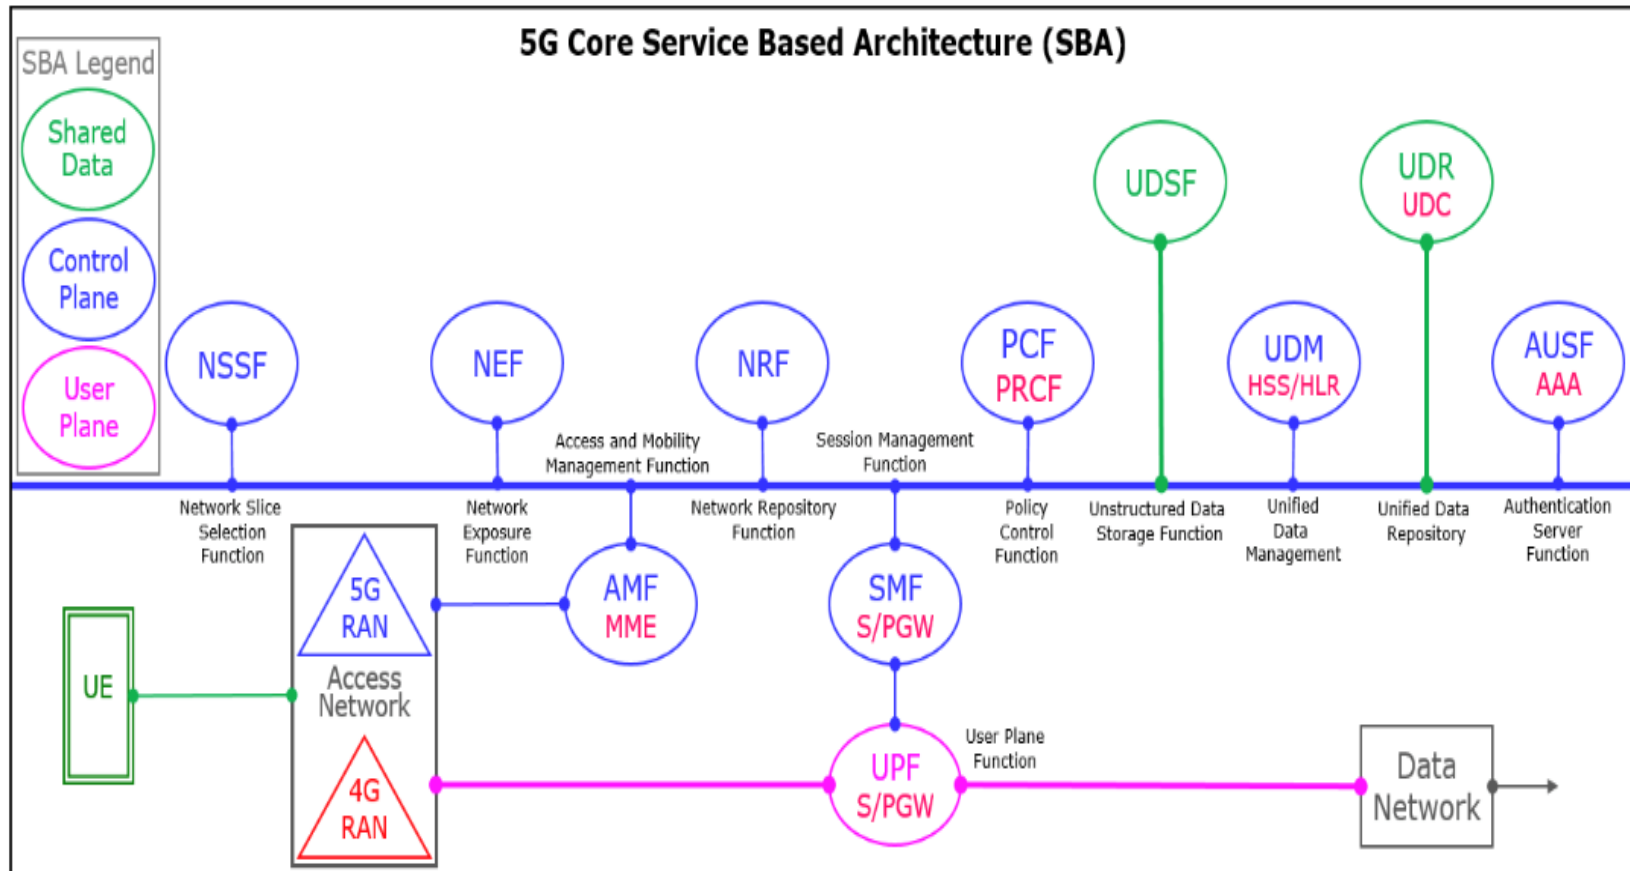 5G Core Service Based Architecture (SBA)
SBA Legend
Shared
Data
Control
Plane
User
Plane
UDSF
UDR
UDC
NSSF
NEF
NRF
PCF
PRCF
UDM
HSS/HLR
AUSF
AAA
Access and Mobility
Management Function
Session Management
Function
Network Slice
Selection
Function
Network
Exposure
Function
Network Repository
Function
Policy
Control
Function
Unstructured Data
Storage Function
Unified
Data
Management
Unified Data
Repository
Authentication
Server
Function
5G
RAN
AMF
MME
SMF
S/PGW
UE
Access
Network
4G
RAN
UPF
S/PGW
User Plane
Function
Data
Network